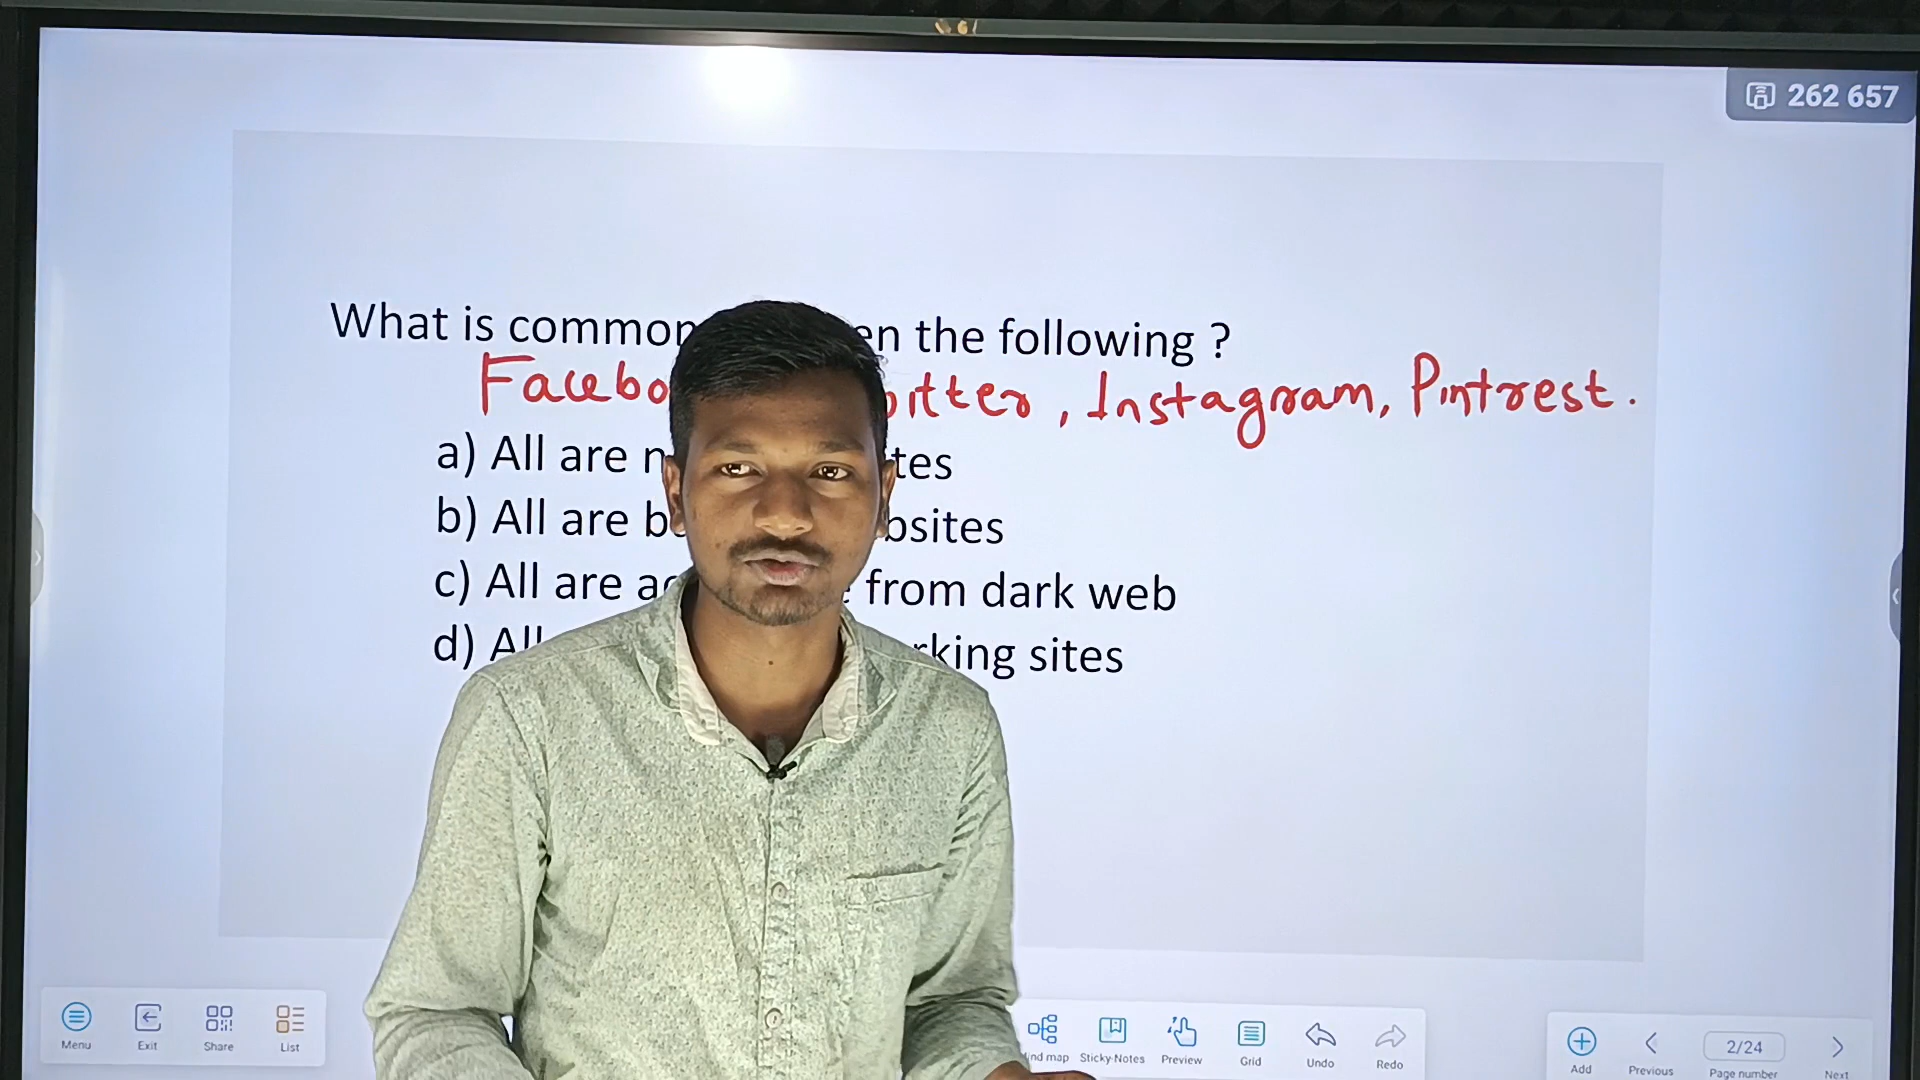 262 657
What is common en the following ?
Facebo itter, Instagram, Pintrest.
a) All are tes
b) All are bsites
c) All are from dark web
d) All rking sites
Menu Exit Share List
ind map Sticky Notes Preview Grid Undo Redo
Add Previous 2/24 Page number Next